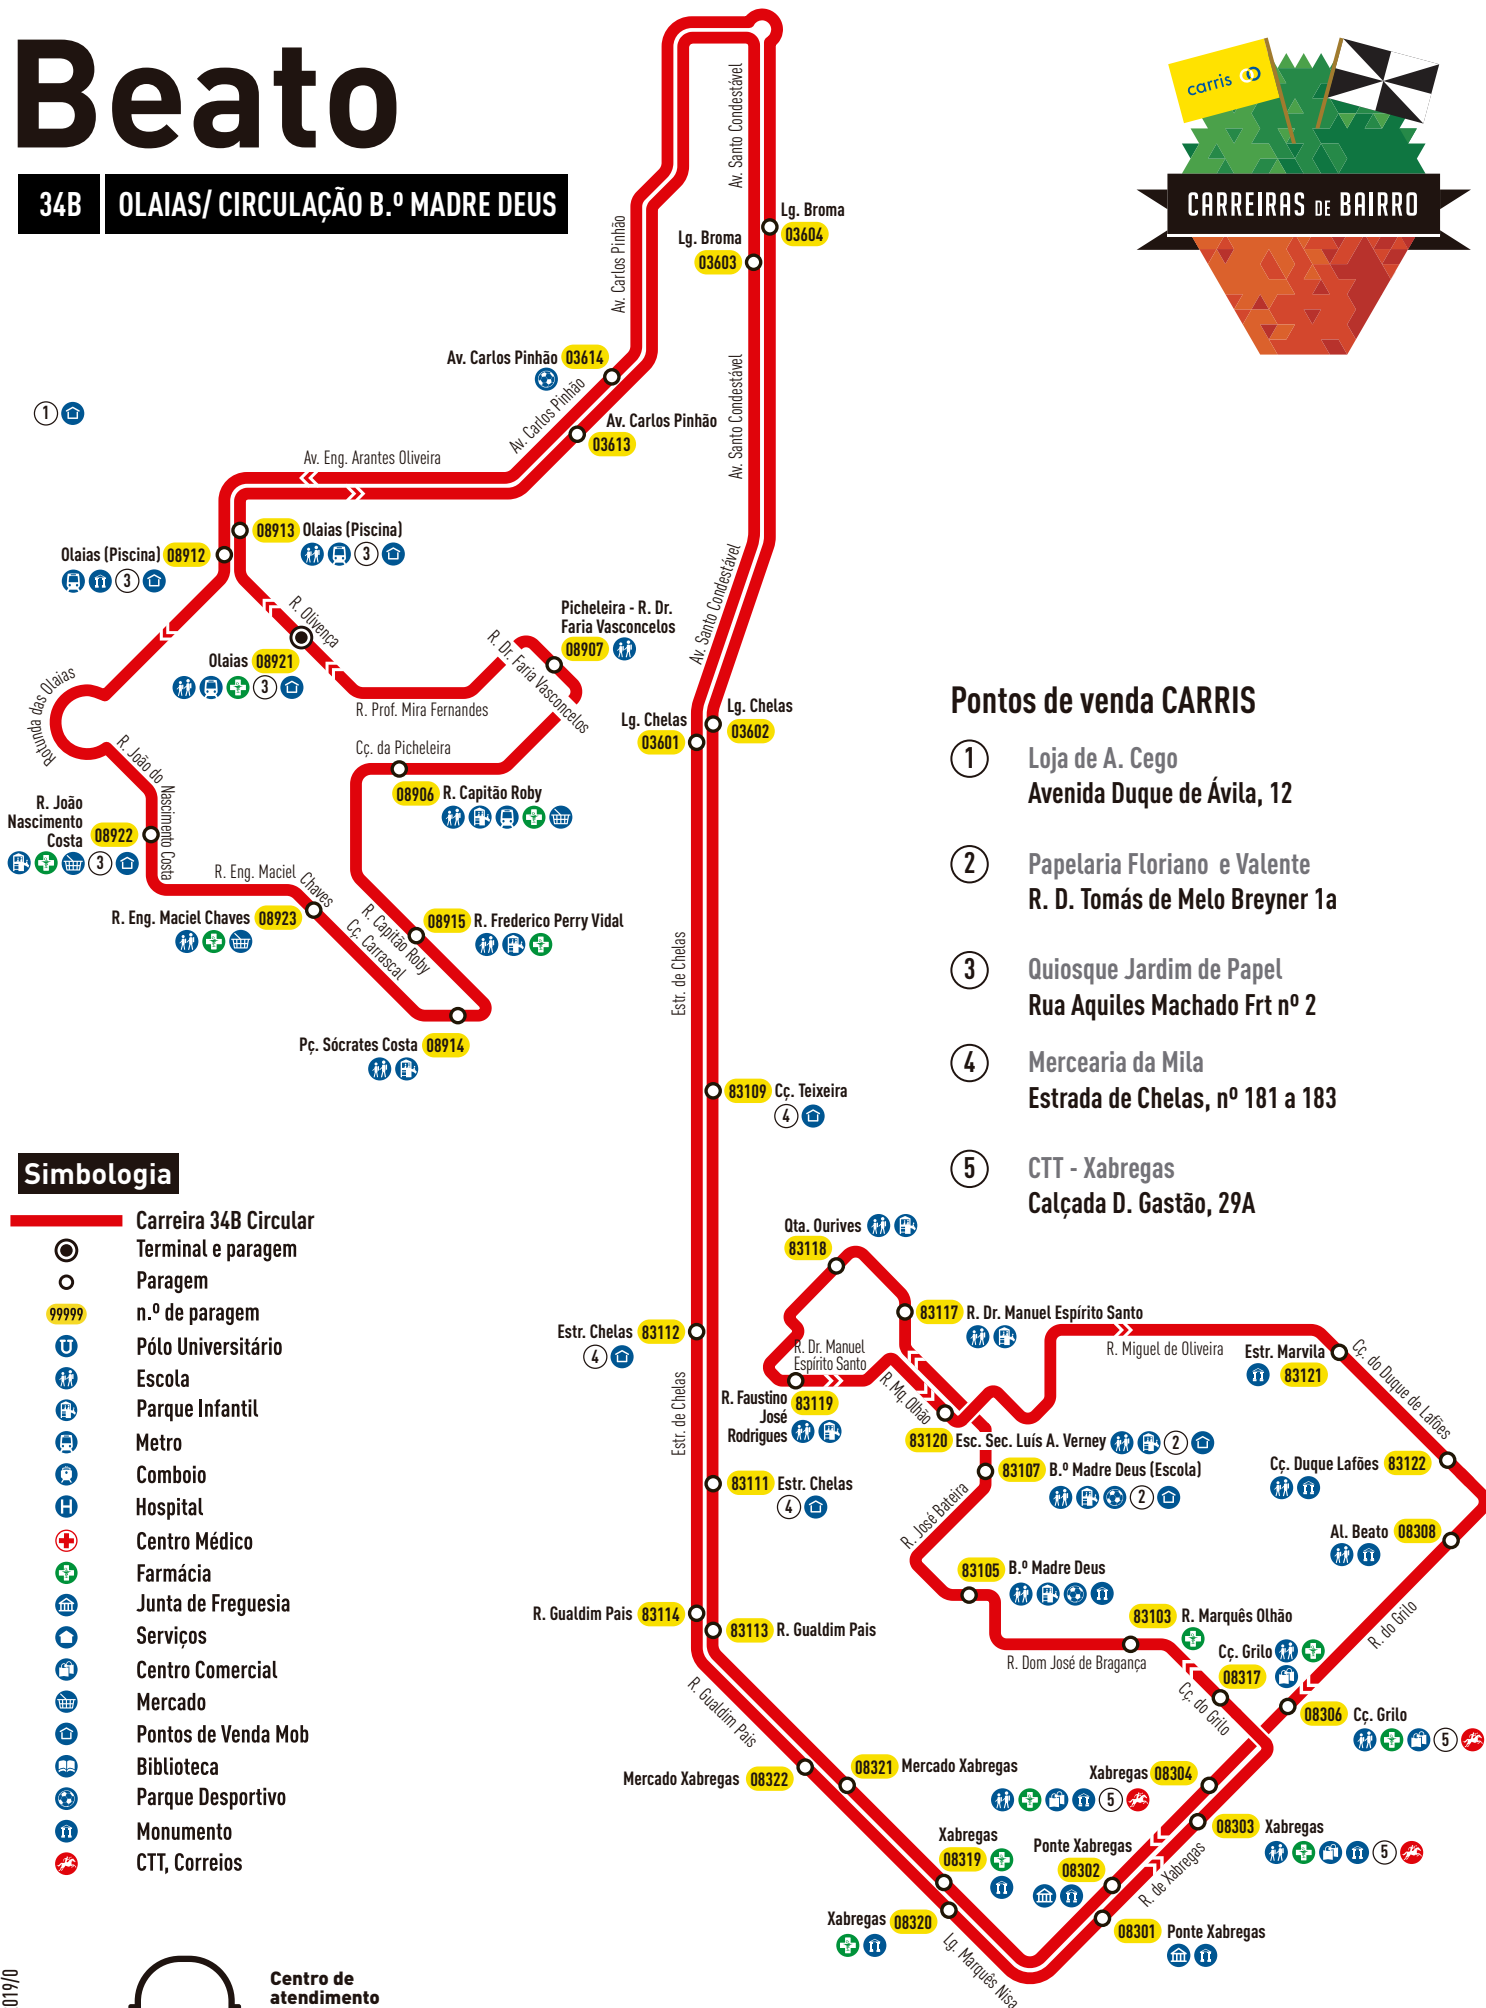 Beato
34B
OLAIAS/ CIRCULAÇÃO B.º MADRE DEUS
carris
CARREIRAS DE BAIRRO
Av. Santo Condestável
Av. Carlos Pinhão
Lg. Broma
03604
Lg. Broma
03603
Av. Carlos Pinhão 03614
Av. Carlos Pinhão
Av. Carlos Pinhão
03613
Av. Santo Condestável
1
Av. Eng. Arantes Oliveira
08913 Olaias (Piscina)
3
Olaias (Piscina) 08912
3
R. Olivença
Olaias 08921
3
Picheleira - R. Dr.
Faria Vasconcelos
08907
R. Dr. Faria Vasconcelos
R. Prof. Mira Fernandes
Av. Santo Condestável
Rotunda das Olaias
R. João do Nascimento Costa
Cç. da Picheleira
Lg. Chelas
03601
Lg. Chelas
03602
08906 R. Capitão Roby
R. João
Nascimento
Costa 08922
3
R. Eng. Maciel Chaves
R. Eng. Maciel Chaves 08923
R. Capitão Roby
Cç. Carrascal
08915 R. Frederico Perry Vidal
Pç. Sócrates Costa 08914
Estr. de Chelas
83109 Cç. Teixeira
4
Pontos de venda CARRIS
1 Loja de A. Cego
Avenida Duque de Ávila, 12
2 Papelaria Floriano e Valente
R. D. Tomás de Melo Breyner 1a
3 Quiosque Jardim de Papel
Rua Aquiles Machado Frt nº 2
4 Mercearia da Mila
Estrada de Chelas, nº 181 a 183
5 CTT - Xabregas
Calçada D. Gastão, 29A
Simbologia
Carreira 34B Circular
Terminal e paragem
Paragem
99999 n.º de paragem
U Pólo Universitário
Escola
Parque Infantil
Metro
Comboio
H Hospital
Centro Médico
Farmácia
Junta de Freguesia
Serviços
Centro Comercial
Mercado
Pontos de Venda Mob
Biblioteca
Parque Desportivo
Monumento
CTT, Correios
Qta. Ourives
83118
83117 R. Dr. Manuel Espírito Santo
Estr. Chelas 83112
4
Estr. de Chelas
R. Dr. Manuel
Espírito Santo
R. Faustino
José
Rodrigues
83119
R. Mq. Olhão
R. Miguel de Oliveira
Estr. Marvila
83121
Cç. do Duque de Lafões
83120 Esc. Sec. Luís A. Verney 2
83107 B.º Madre Deus (Escola)
2
Cç. Duque Lafões 83122
83111 Estr. Chelas
4
R. José Bateira
Al. Beato 08308
83105 B.º Madre Deus
R. Gualdim Pais 83114
83113 R. Gualdim Pais
83103 R. Marquês Olhão
R. do Grilo
R. Dom José de Bragança
Cç. Grilo
08317
Cç. do Grilo
08306 Cç. Grilo
5
R. Gualdim Pais
Mercado Xabregas 08322
08321 Mercado Xabregas
Xabregas 08304
5
08303 Xabregas
5
Xabregas
08319
Ponte Xabregas
08302
R. de Xabregas
Xabregas 08320
08301 Ponte Xabregas
Lg. Marquês Nisa
019/0
Centro de
atendimento